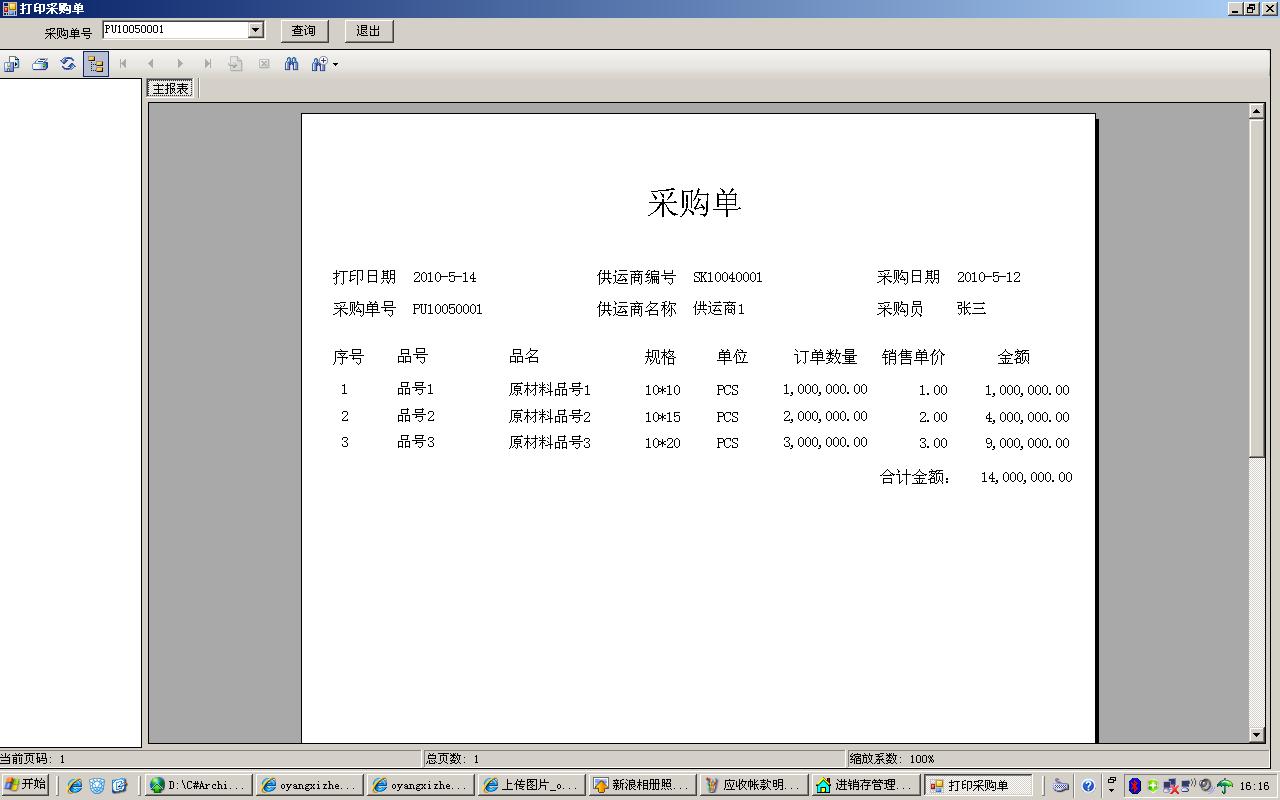 打印采购单
采购单号 PU10050001 查询 退出
主报表
采购单
打印日期 2010-5-14 供运商编号 SK10040001 采购日期 2010-5-12
采购单号 PU10050001 供运商名称 供运商1 采购员 张三
序号 品号 品名 规格 单位 订单数量 销售单价 金额
1 品号1 原材料品号1 10*10 PCS 1,000,000.00 1.00 1,000,000.00
2 品号2 原材料品号2 10*15 PCS 2,000,000.00 2.00 4,000,000.00
3 品号3 原材料品号3 10*20 PCS 3,000,000.00 3.00 9,000,000.00
合计金额： 14,000,000.00
当前页码: 1 总页数: 1 缩放系数: 100%
开始 D:\C#Archi... oyangxizhe... oyangxizhe... 上传图片_o... 新浪相册照... 应收帐款明... 进销存管理... 打印采购单 16:16